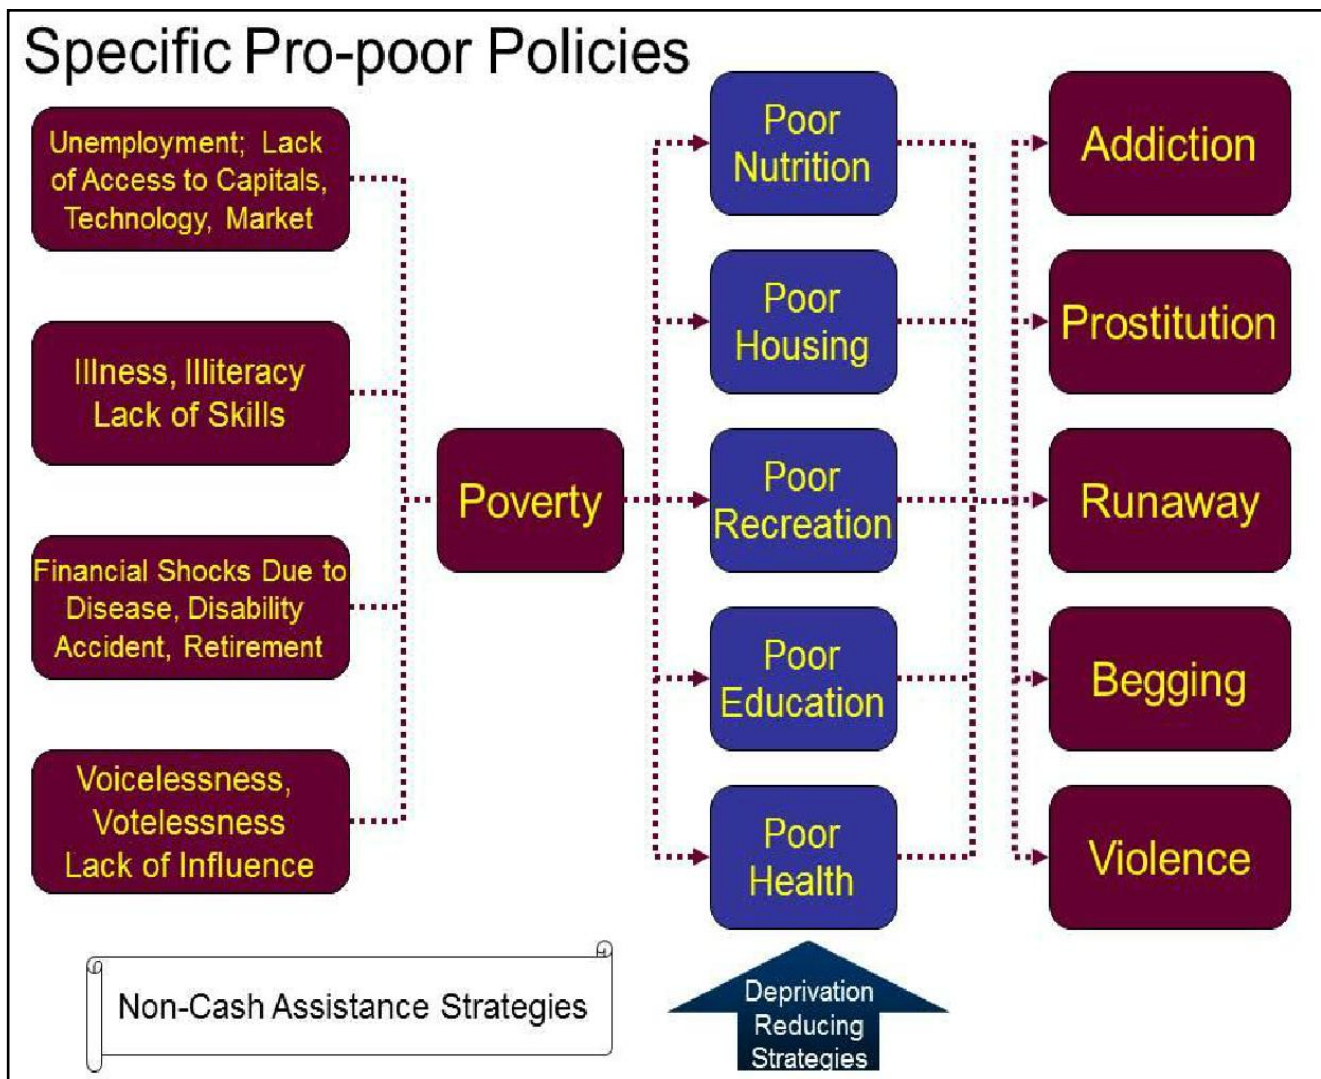 Specific Pro-poor Policies
Unemployment; Lack
of Access to Capitals,
Technology, Market
Illness, Illiteracy
Lack of Skills
Financial Shocks Due to
Disease, Disability
Accident, Retirement
Voicelessness,
Votelessness
Lack of Influence
Poverty
Poor
Nutrition
Poor
Housing
Poor
Recreation
Poor
Education
Poor
Health
Addiction
Prostitution
Runaway
Begging
Violence
Non-Cash Assistance Strategies
Deprivation
Reducing
Strategies